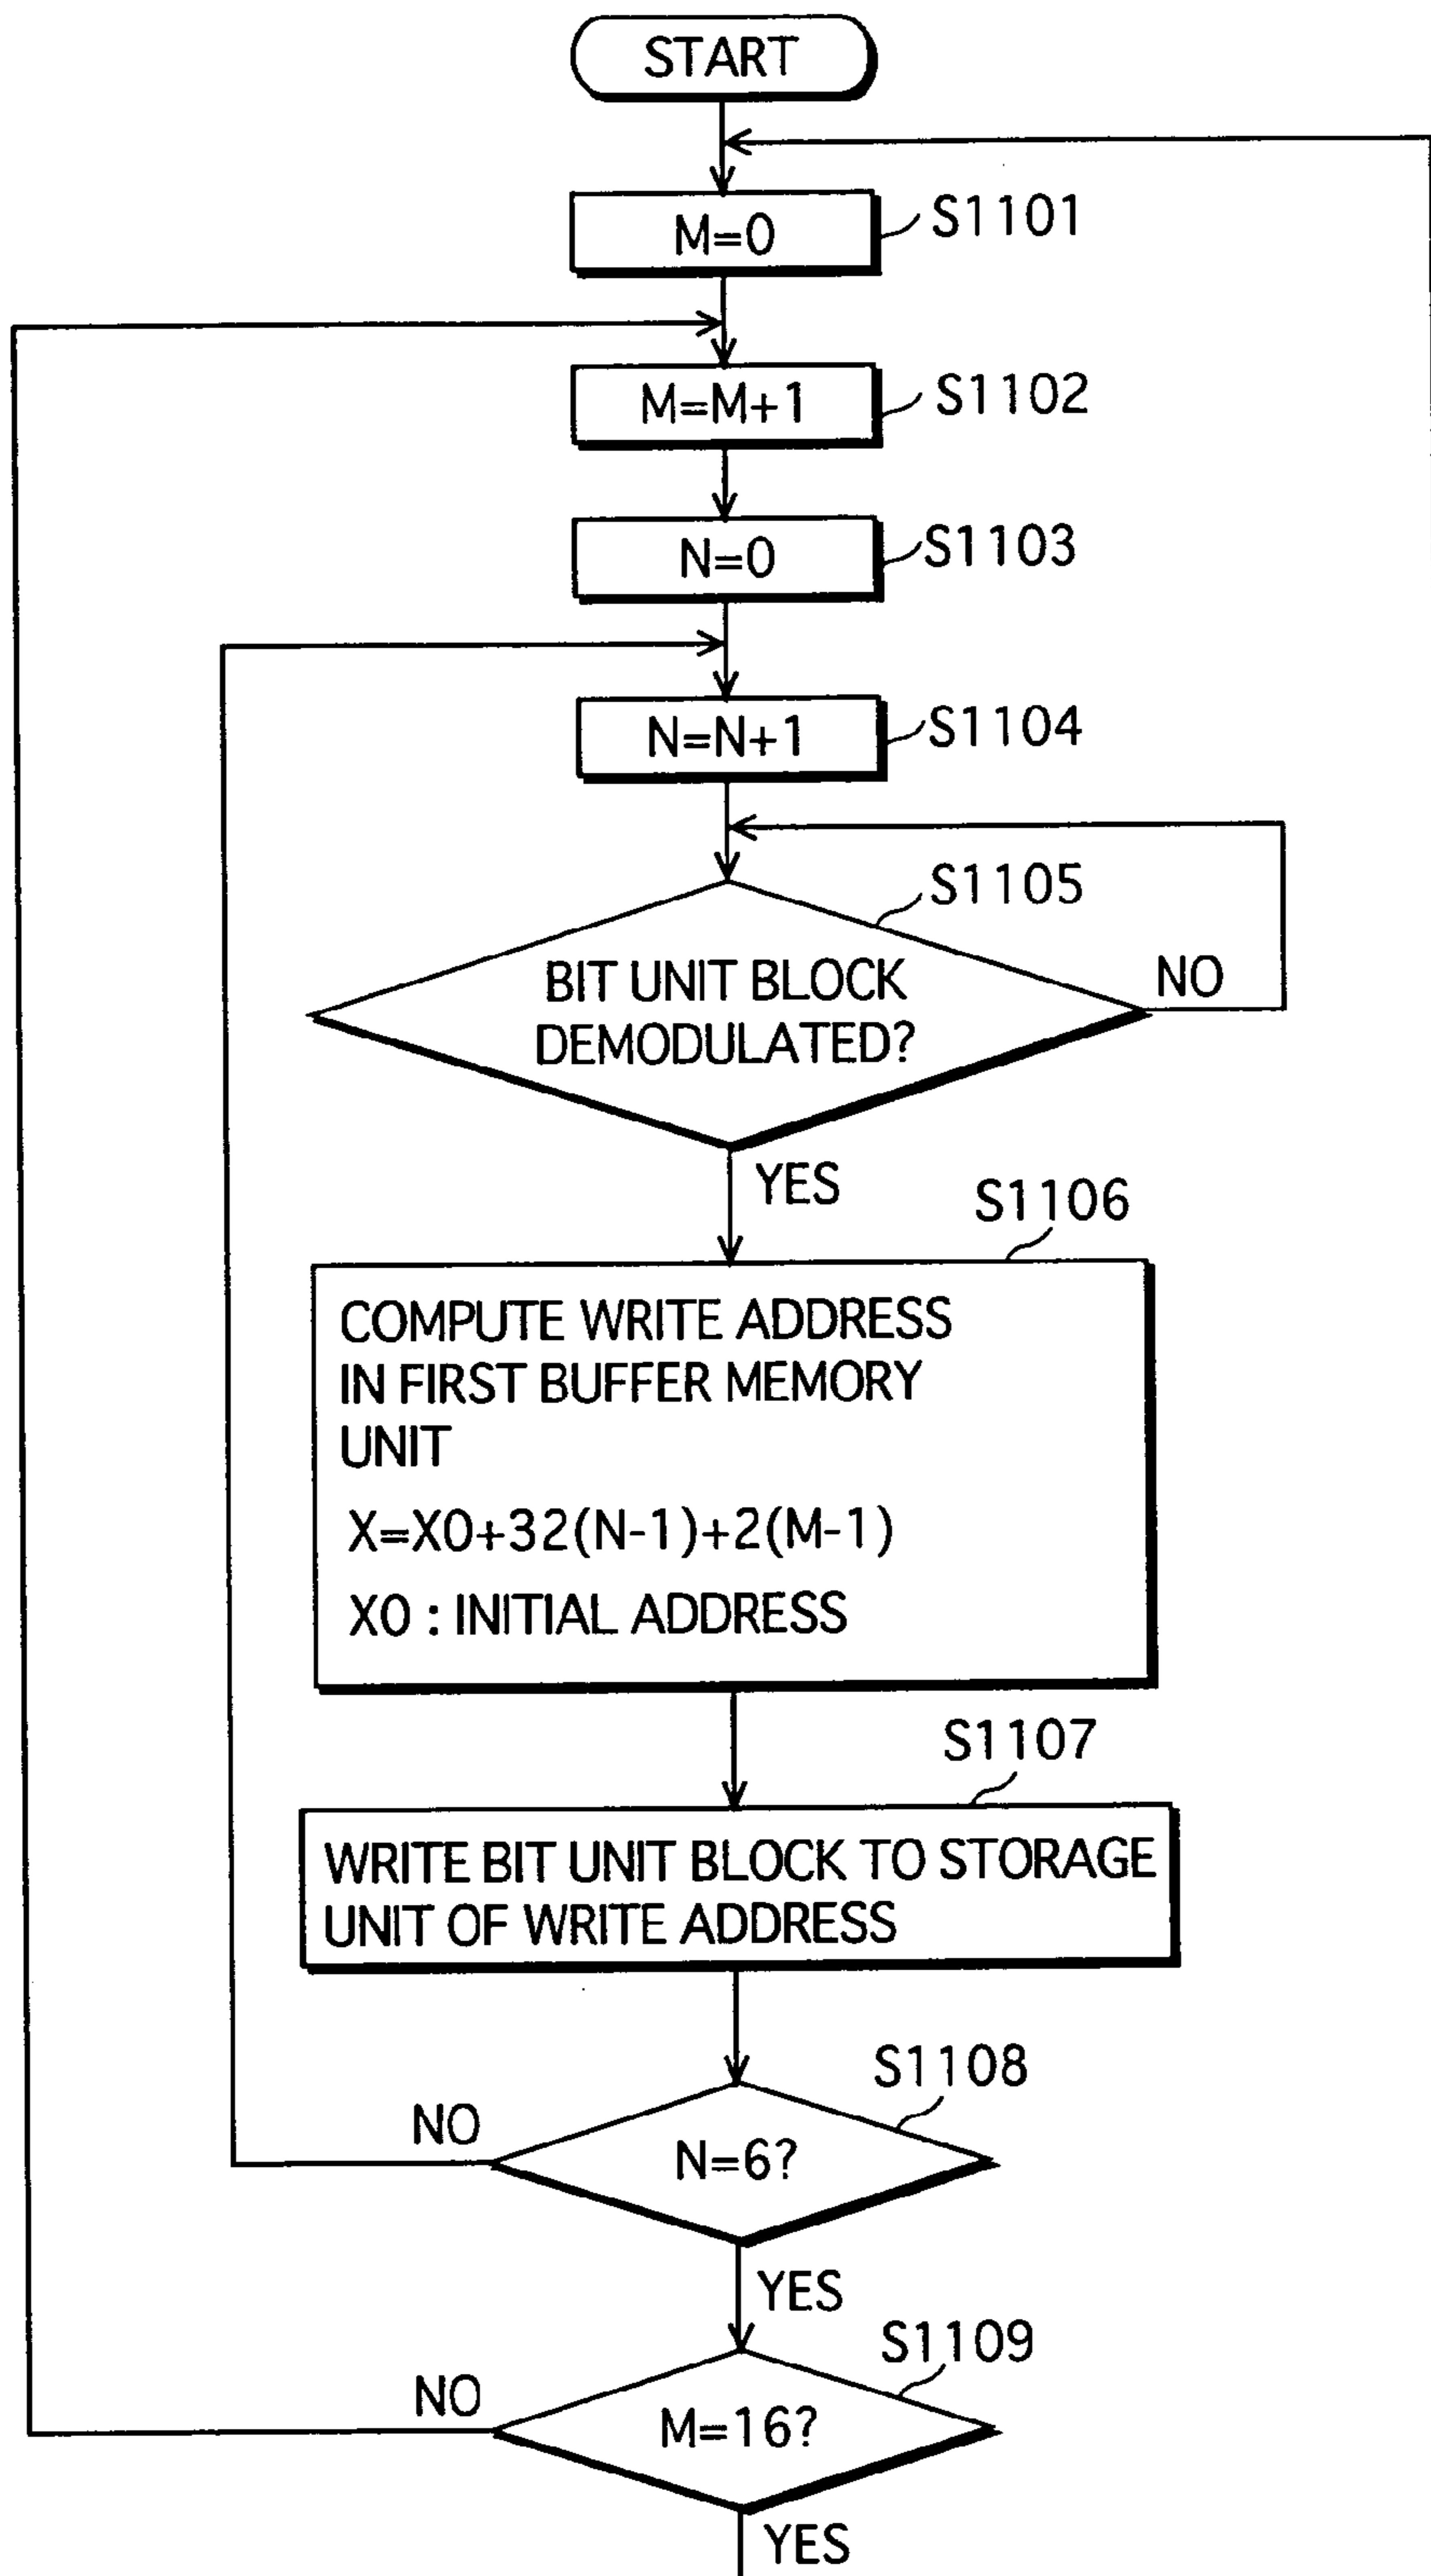 START
M=0
S1101
M=M+1
S1102
N=0
S1103
N=N+1
S1104
S1105
BIT UNIT BLOCK
DEMODULATED?
NO
YES
S1106
COMPUTE WRITE ADDRESS
IN FIRST BUFFER MEMORY
UNIT
X=X0+32(N-1)+2(M-1)
X0 : INITIAL ADDRESS
S1107
WRITE BIT UNIT BLOCK TO STORAGE
UNIT OF WRITE ADDRESS
S1108
NO
N=6?
YES
S1109
NO
M=16?
YES